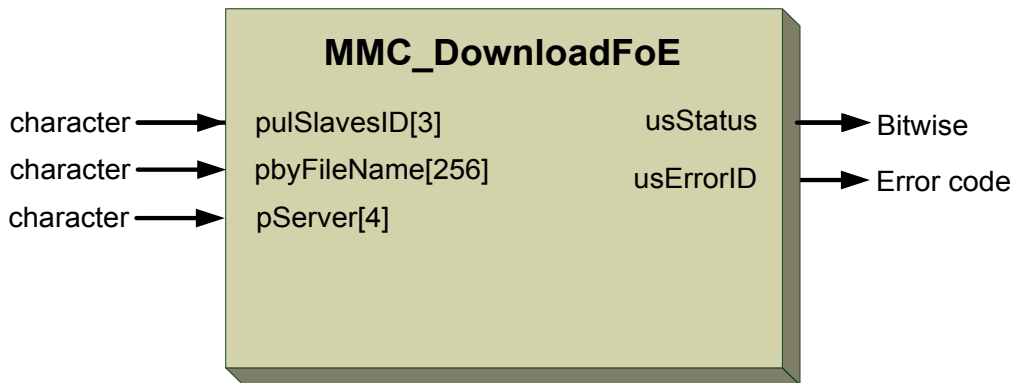 MMC_DownloadFoE
character pulSlavesID[3] usStatus Bitwise
character pbyFileName[256] usErrorID Error code
character pServer[4]